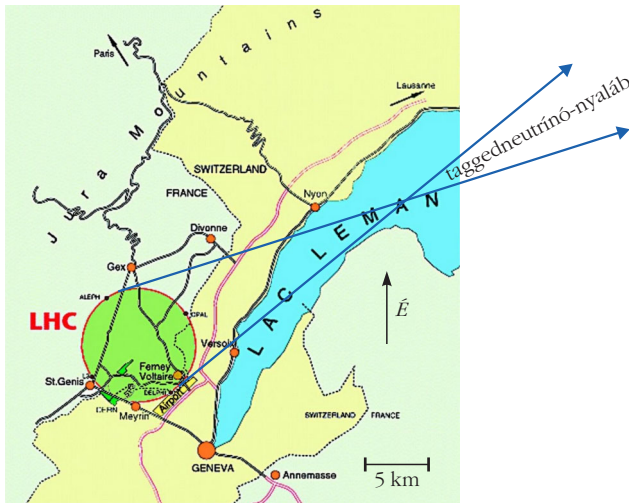 Paris
Jura Mountains
Lausanne
taggedneutrínó-nyaláb
SWITZERLAND
FRANCE
Nyon
Divonne
LAC LEMAN
Gex
ALEPH
É
LHC
OPAL
Versoix
Ferney
Voltaire
St.Genis
DELPHI
Airport
CERN
Meyrin
SWITZERLAND
FRANCE
GENEVA
Annemasse
5 km